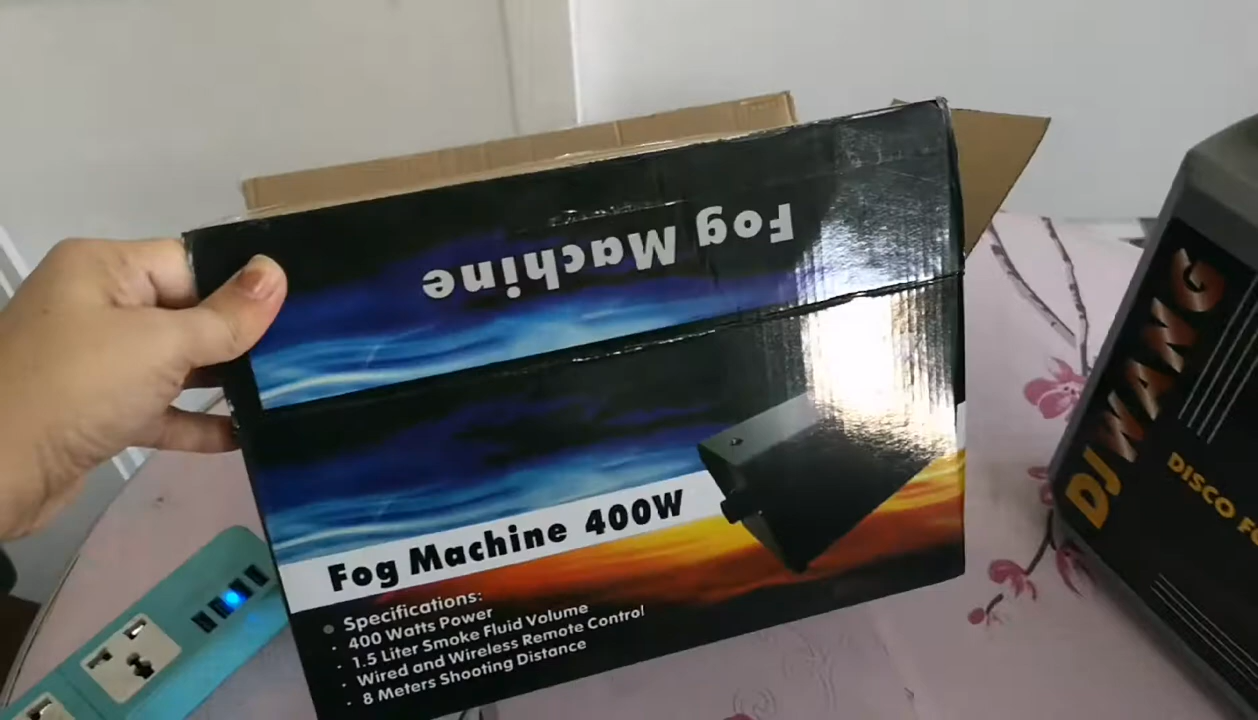 Fog Machine
Fog Machine 400W
Specifications:
400 Watts Power
1.5 Liter Smoke Fluid Volume
Wired and Wireless Remote Control
8 Meters Shooting Distance
DJ WANG
DISCO